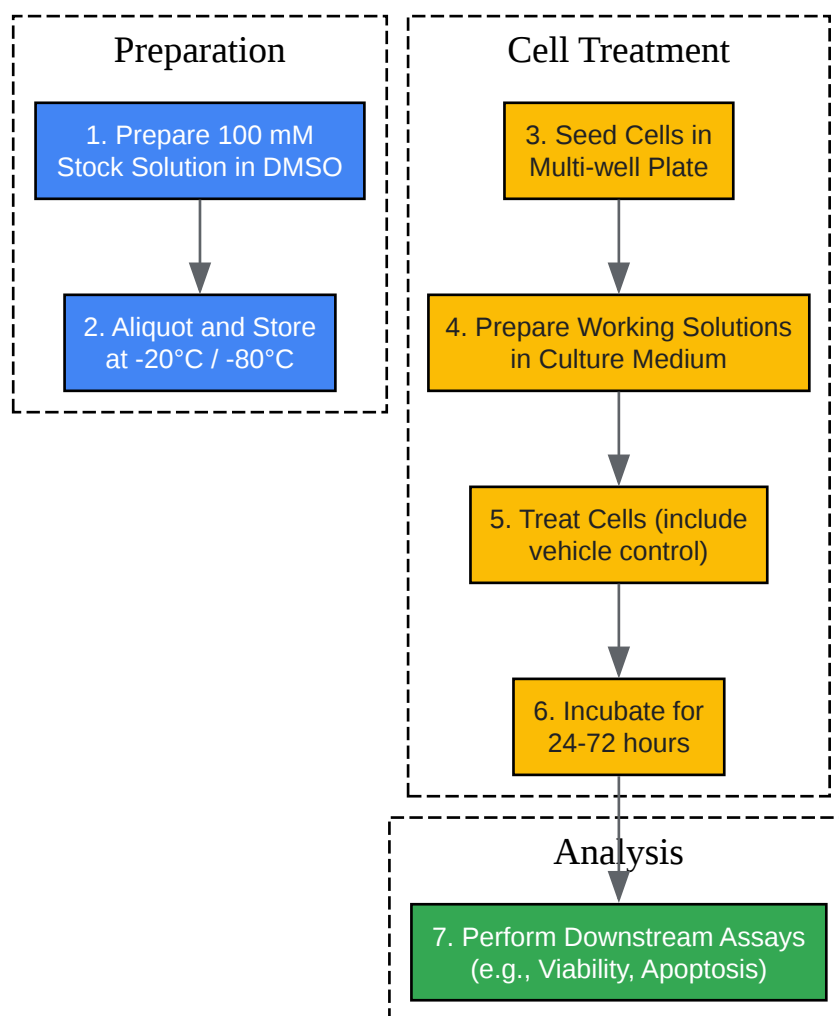 Preparation
1. Prepare 100 mM
Stock Solution in DMSO
2. Aliquot and Store
at -20°C / -80°C
Cell Treatment
3. Seed Cells in
Multi-well Plate
4. Prepare Working Solutions
in Culture Medium
5. Treat Cells (include
vehicle control)
6. Incubate for
24-72 hours
Analysis
7. Perform Downstream Assays
(e.g., Viability, Apoptosis)